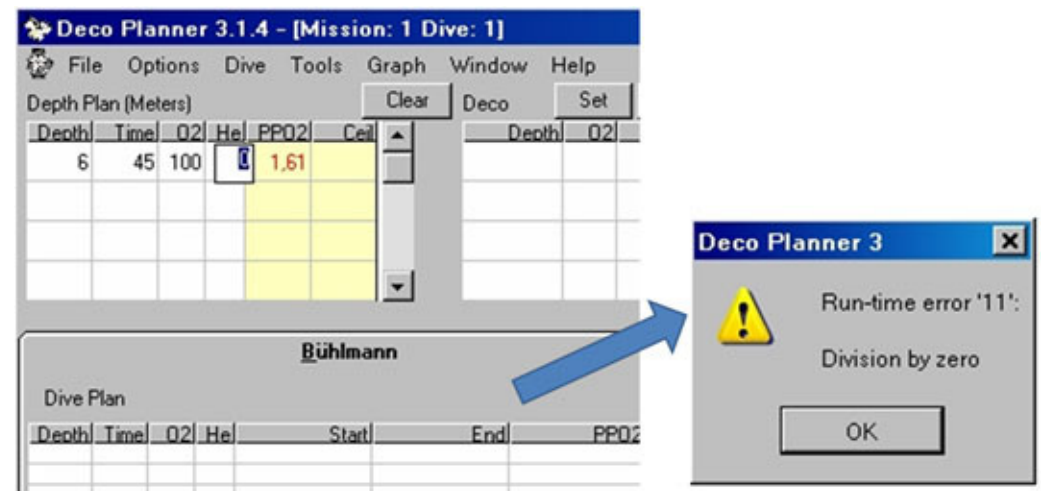 Deco Planner 3.1.4 - [Mission: 1 Dive: 1]
File Options Dive Tools Graph Window Help
Depth Plan (Meters) Clear Deco Set
Depth Time O2 He PPO2 Ceil Depth O2
6 45 100 0 1,61
Deco Planner 3
Run-time error '11':
Division by zero
OK
Bühlmann
Dive Plan
Depth Time O2 He Start End PPO2